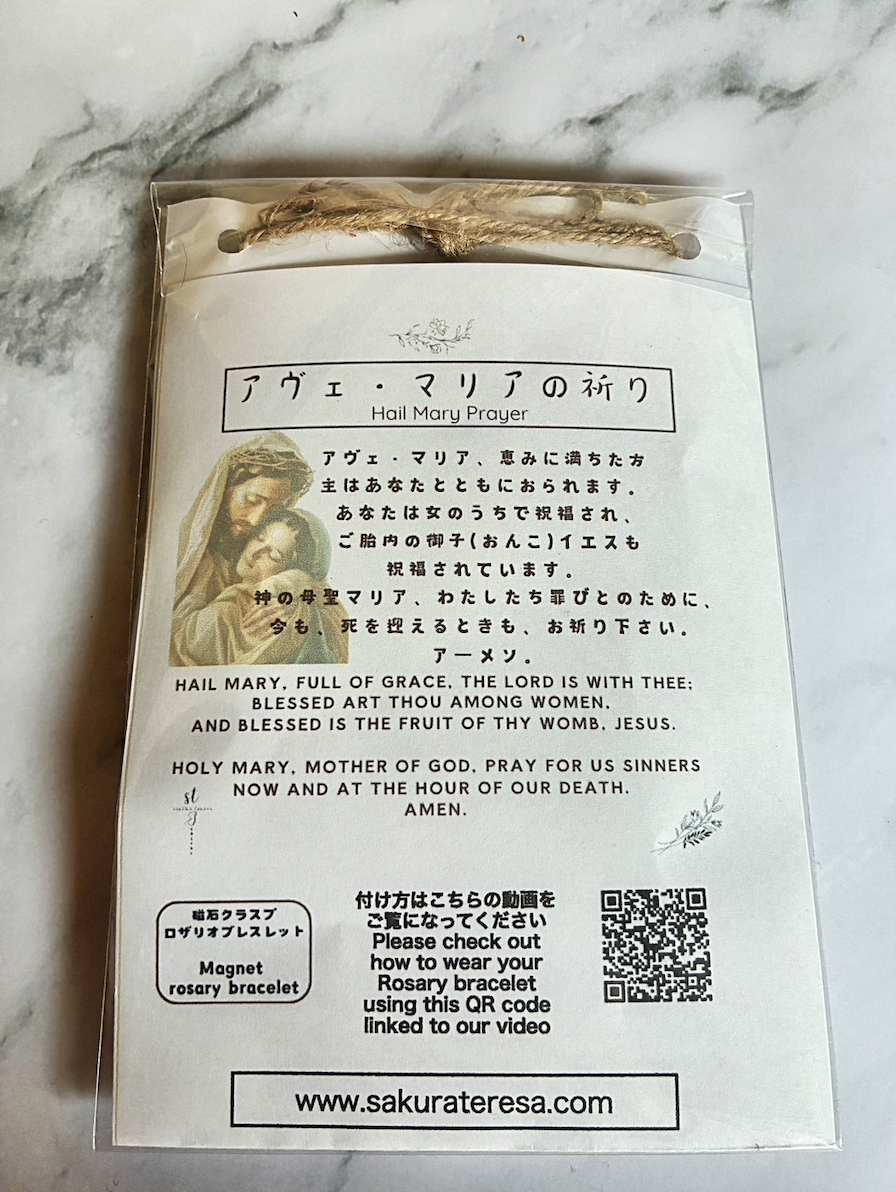 アヴェ・マリアの祈り
Hail Mary Prayer
アヴェ・マリア、恵みに満ちた方
主はあなたとともにおられます。
あなたは女のうちで祝福され、
ご胎内の御子(おんこ)イエスも
祝福されています。
神の母聖マリア、わたしたち罪びとのために、
今も、死を迎えるときも、お祈り下さい。
アーメン。
HAIL MARY, FULL OF GRACE, THE LORD IS WITH THEE;
BLESSED ART THOU AMONG WOMEN,
AND BLESSED IS THE FRUIT OF THY WOMB, JESUS.
HOLY MARY, MOTHER OF GOD, PRAY FOR US SINNERS
NOW AND AT THE HOUR OF OUR DEATH.
AMEN.
st
磁石クラスプ
ロザリオブレスレット
Magnet
rosary bracelet
付け方はこちらの動画を
ご覧になってください
Please check out
how to wear your
Rosary bracelet
using this QR code
linked to our video
www.sakurateresa.com